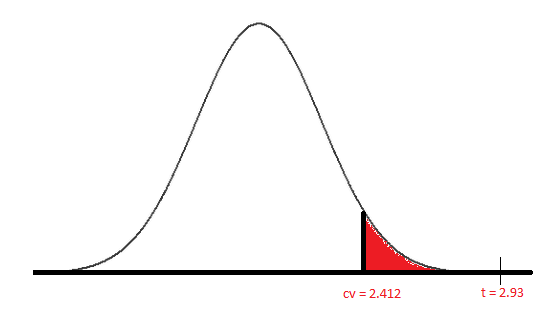 cv = 2.412
t = 2.93